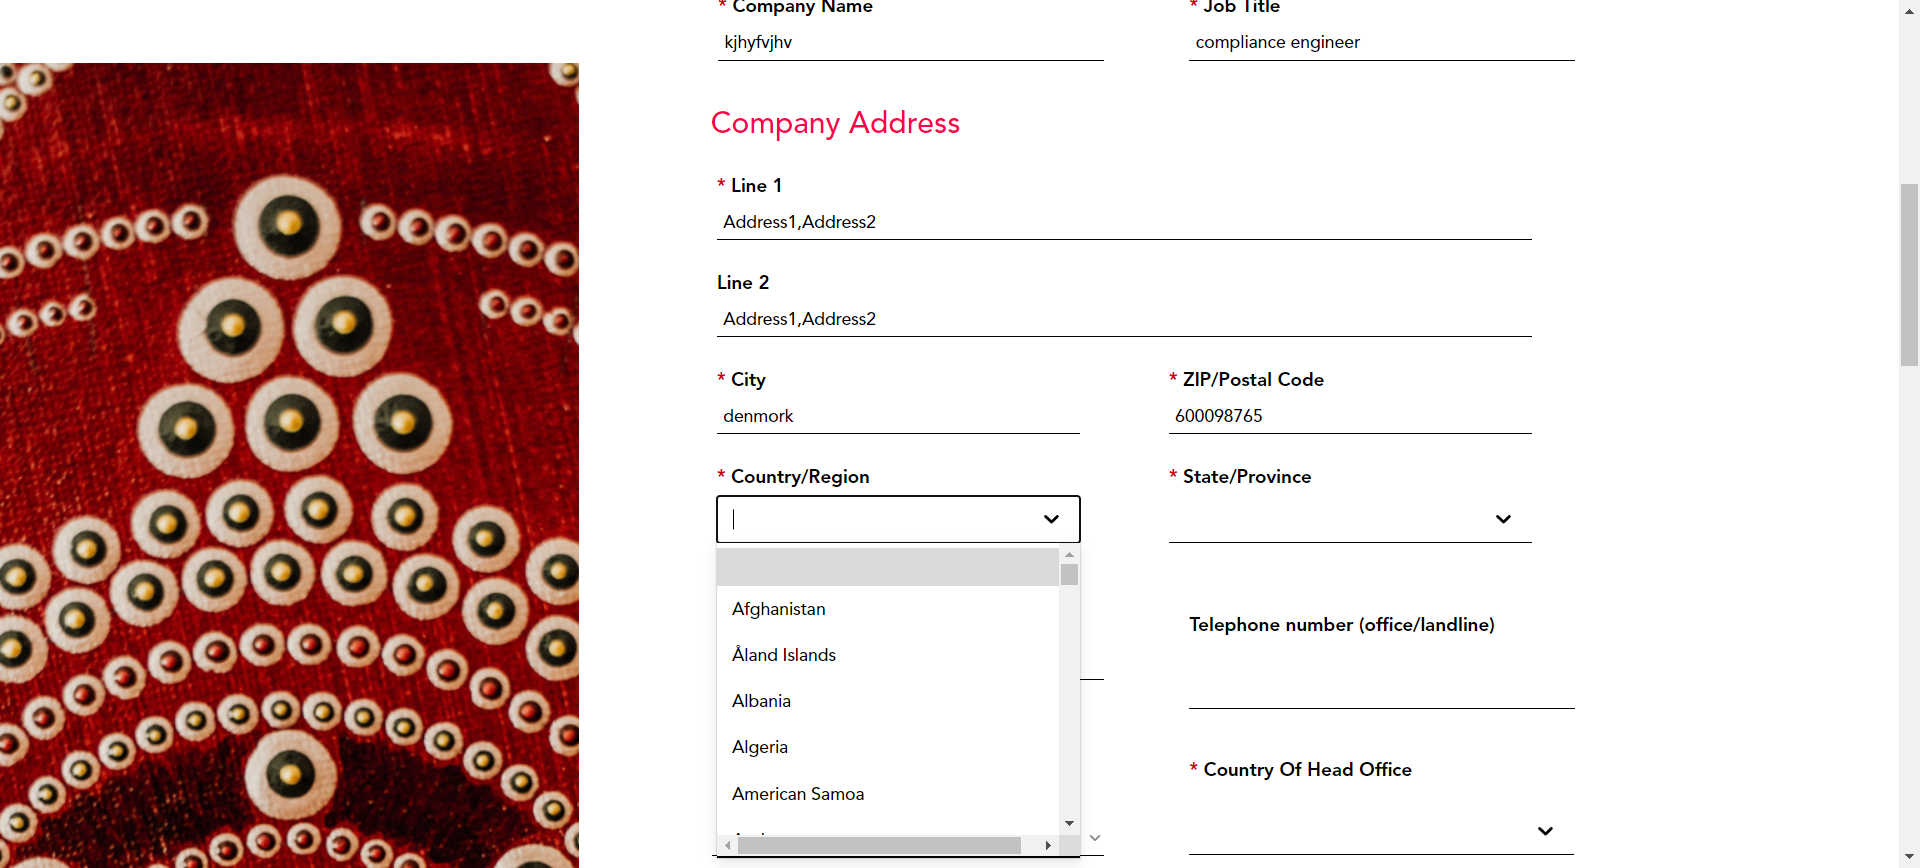 * Company Name
* Job Title
kjhyfvjhv
compliance engineer
Company Address
* Line 1
Address1,Address2
Line 2
Address1,Address2
* City
* ZIP/Postal Code
denmork
600098765
* Country/Region
* State/Province
Afghanistan
Åland Islands
Telephone number (office/landline)
Albania
Algeria
* Country Of Head Office
American Samoa